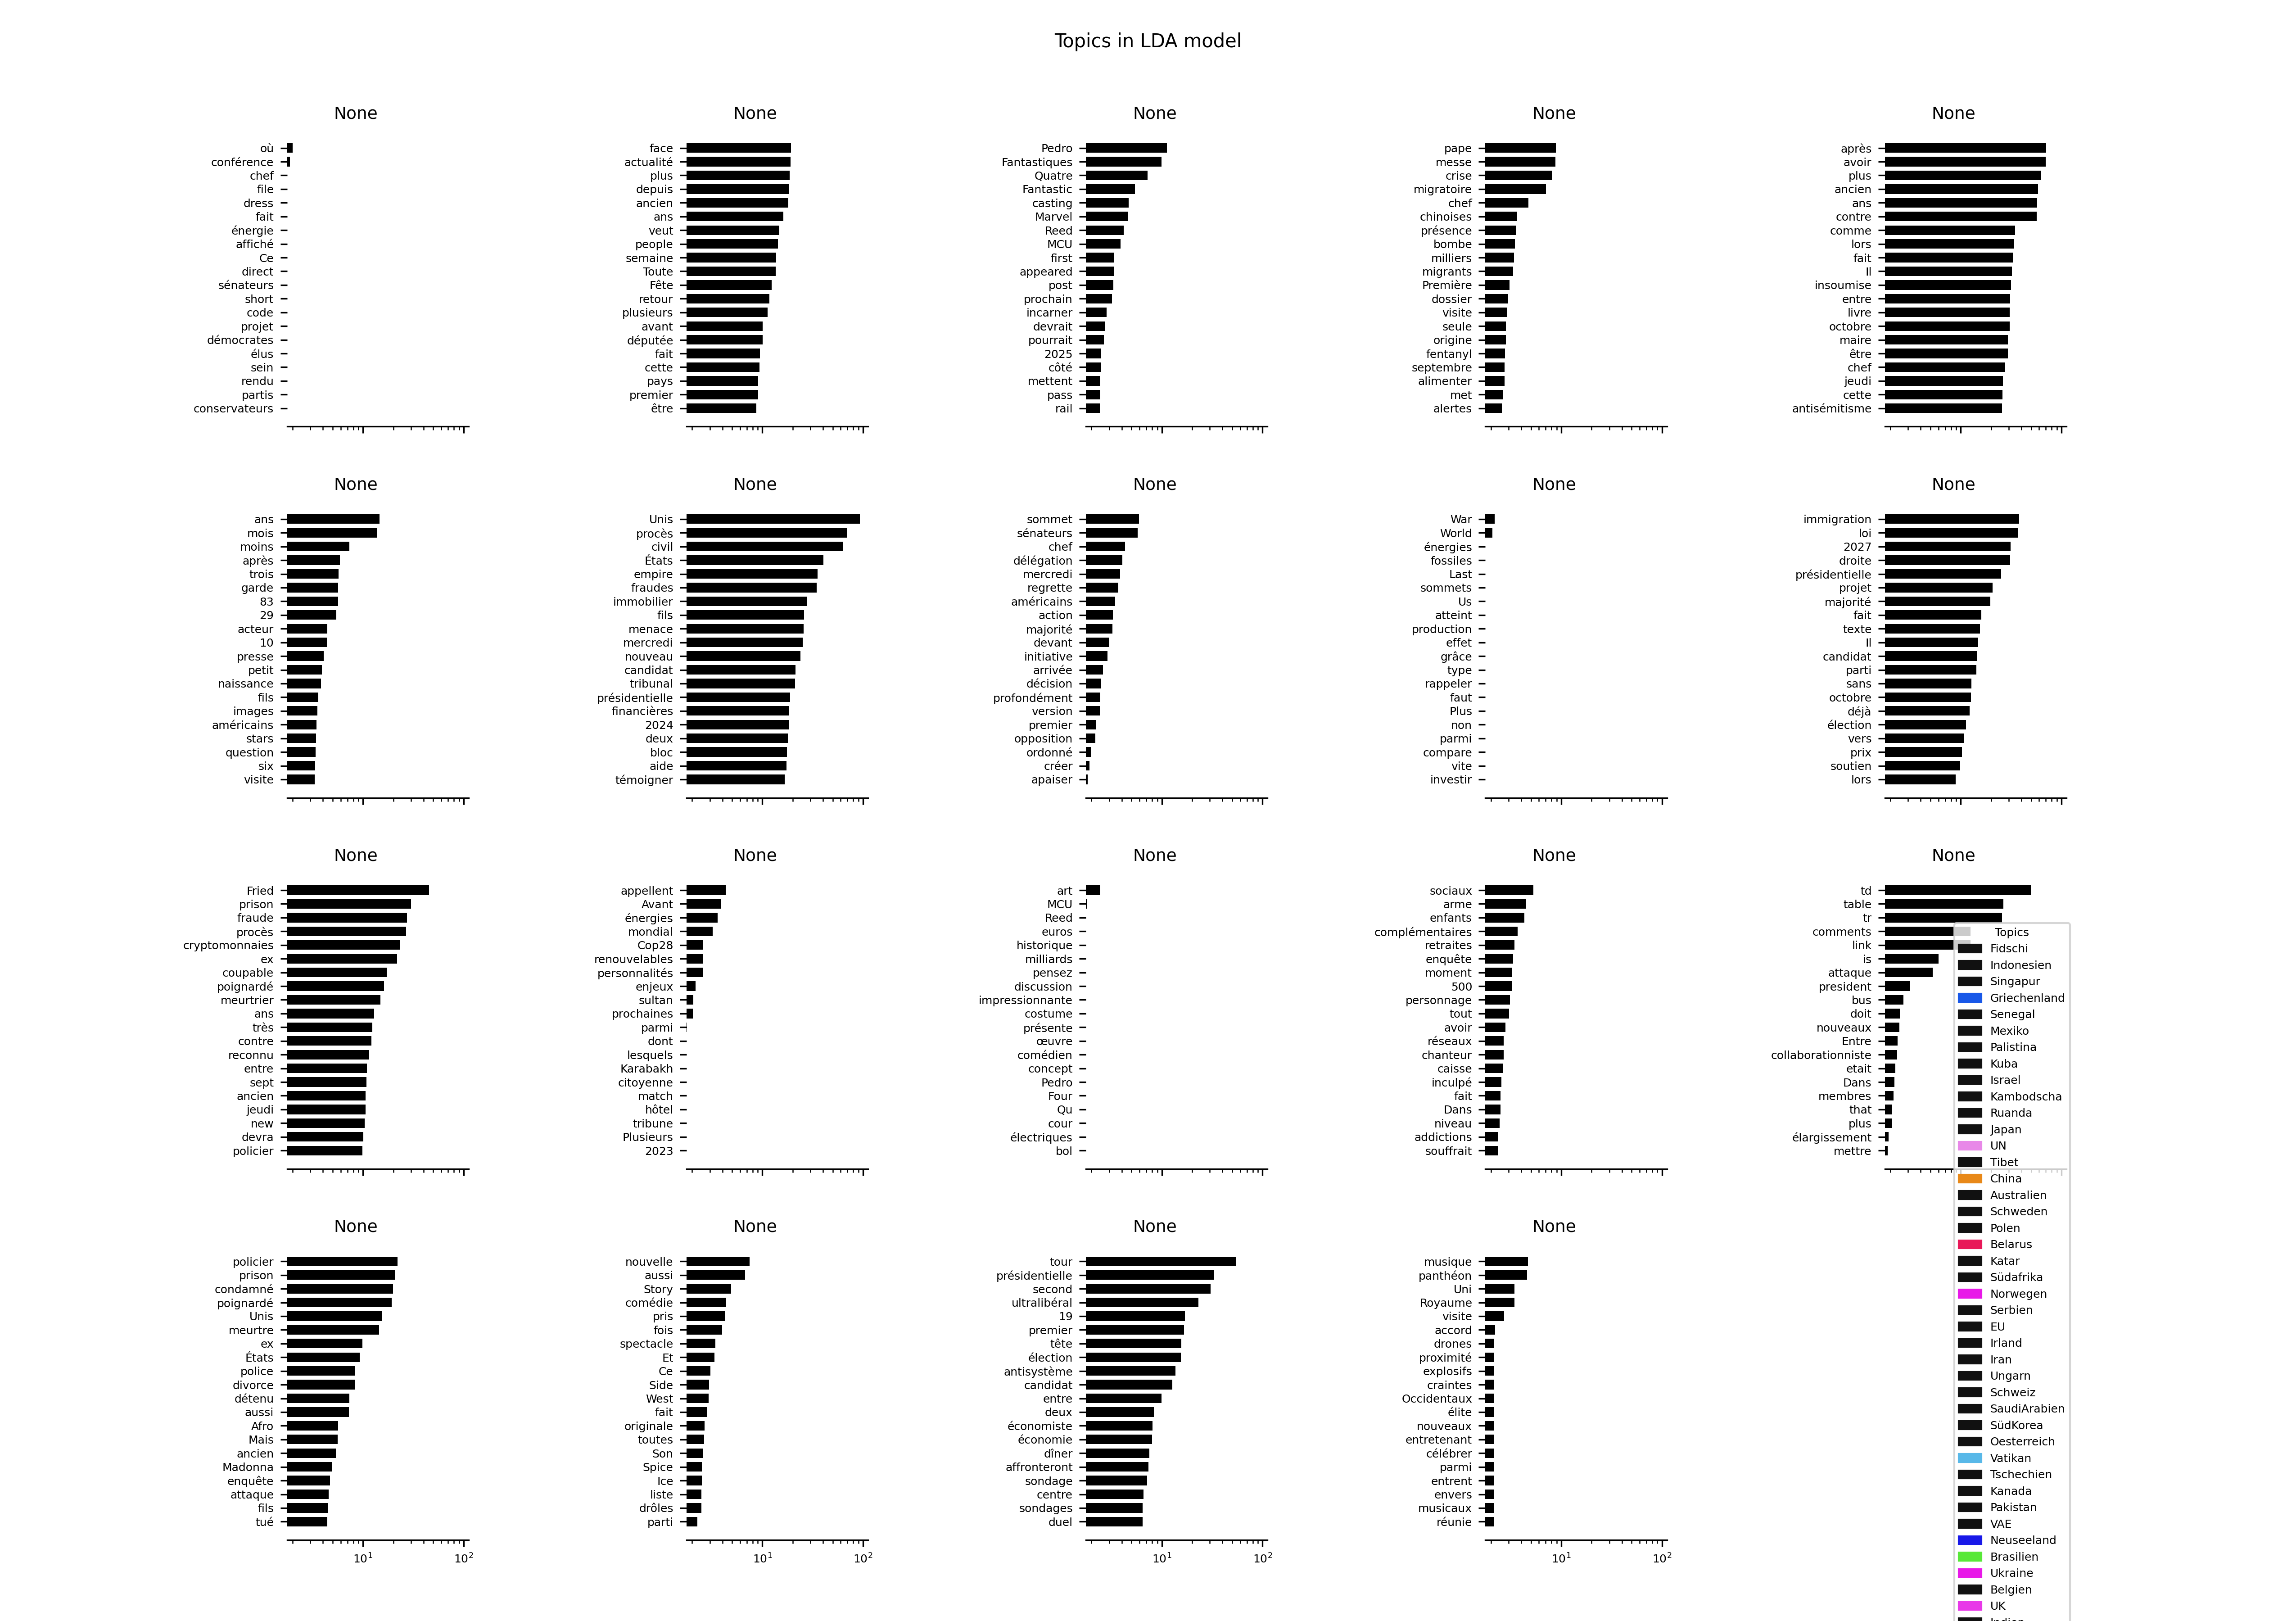 Topics in LDA model
None
où
conférence
chef
file
dress
fait
énergie
affiché
Ce
direct
sénateurs
short
code
projet
démocrates
élus
sein
rendu
partis
conservateurs
None
face
actualité
plus
depuis
ancien
ans
veut
people
semaine
Toute
Fête
retour
plusieurs
avant
députée
fait
cette
pays
premier
être
None
Pedro
Fantastiques
Quatre
Fantastic
casting
Marvel
Reed
MCU
first
appeared
post
prochain
incarner
devrait
pourrait
2025
côté
mettent
pass
rail
None
pape
messe
crise
migratoire
chef
chinoises
présence
bombe
milliers
migrants
Première
dossier
visite
seule
origine
fentanyl
septembre
alimenter
met
alertes
None
après
avoir
plus
ancien
ans
contre
comme
lors
fait
Il
insoumise
entre
livre
octobre
maire
être
chef
jeudi
cette
antisémitisme
None
ans
mois
moins
après
trois
garde
83
29
acteur
10
presse
petit
naissance
fils
images
américains
stars
question
six
visite
None
Unis
procès
civil
États
empire
fraudes
immobilier
fils
menace
mercredi
nouveau
candidat
tribunal
présidentielle
financières
2024
deux
bloc
aide
témoigner
None
sommet
sénateurs
chef
délégation
mercredi
regrette
américains
action
majorité
devant
initiative
arrivée
décision
profondément
version
premier
opposition
ordonné
créer
apaiser
None
War
World
énergies
fossiles
Last
sommets
Us
atteint
production
effet
grâce
type
rappeler
faut
Plus
non
parmi
compare
vite
investir
None
immigration
loi
2027
droite
présidentielle
projet
majorité
fait
texte
Il
candidat
parti
sans
octobre
déjà
élection
vers
prix
soutien
lors
None
Fried
prison
fraude
procès
cryptomonnaies
ex
coupable
poignardé
meurtrier
ans
très
contre
reconnu
entre
sept
ancien
jeudi
new
devra
policier
None
appellent
Avant
énergies
mondial
Cop28
renouvelables
personnalités
enjeux
sultan
prochaines
parmi
dont
lesquels
Karabakh
citoyenne
match
hôtel
tribune
Plusieurs
2023
None
art
MCU
Reed
euros
historique
milliards
pensez
discussion
impressionnante
costume
présente
œuvre
comédien
concept
Pedro
Four
Qu
cour
électriques
bol
None
sociaux
arme
enfants
complémentaires
retraites
enquête
moment
500
personnage
tout
avoir
réseaux
chanteur
caisse
inculpé
fait
Dans
niveau
addictions
souffrait
None
td
table
tr
comments
link
is
attaque
president
bus
doit
nouveaux
Entre
collaborationniste
etait
Dans
membres
that
plus
élargissement
mettre
None
policier
prison
condamné
poignardé
Unis
meurtre
ex
États
police
divorce
détenu
aussi
Afro
Mais
ancien
Madonna
enquête
attaque
fils
tué
10¹
10²
None
nouvelle
aussi
Story
comédie
pris
fois
spectacle
Et
Ce
Side
West
fait
originale
toutes
Son
Spice
Ice
liste
drôles
parti
10¹
10²
None
tour
présidentielle
second
ultralibéral
19
premier
tête
élection
antisystème
candidat
entre
deux
économiste
économie
dîner
affronteront
sondage
centre
sondages
duel
10¹
10²
None
musique
panthéon
Uni
Royaume
visite
accord
drones
proximité
explosifs
craintes
Occidentaux
élite
nouveaux
entretenant
célébrer
parmi
entrent
envers
musicaux
réunie
10¹
10²
Topics
Fidschi
Indonesien
Singapur
Griechenland
Senegal
Mexiko
Palistina
Kuba
Israel
Kambodscha
Ruanda
Japan
UN
Tibet
China
Australien
Schweden
Polen
Belarus
Katar
Südafrika
Norwegen
Serbien
EU
Irland
Iran
Ungarn
Schweiz
SaudiArabien
SüdKorea
Oesterreich
Vatikan
Tschechien
Kanada
Pakistan
VAE
Neuseeland
Brasilien
Ukraine
Belgien
UK